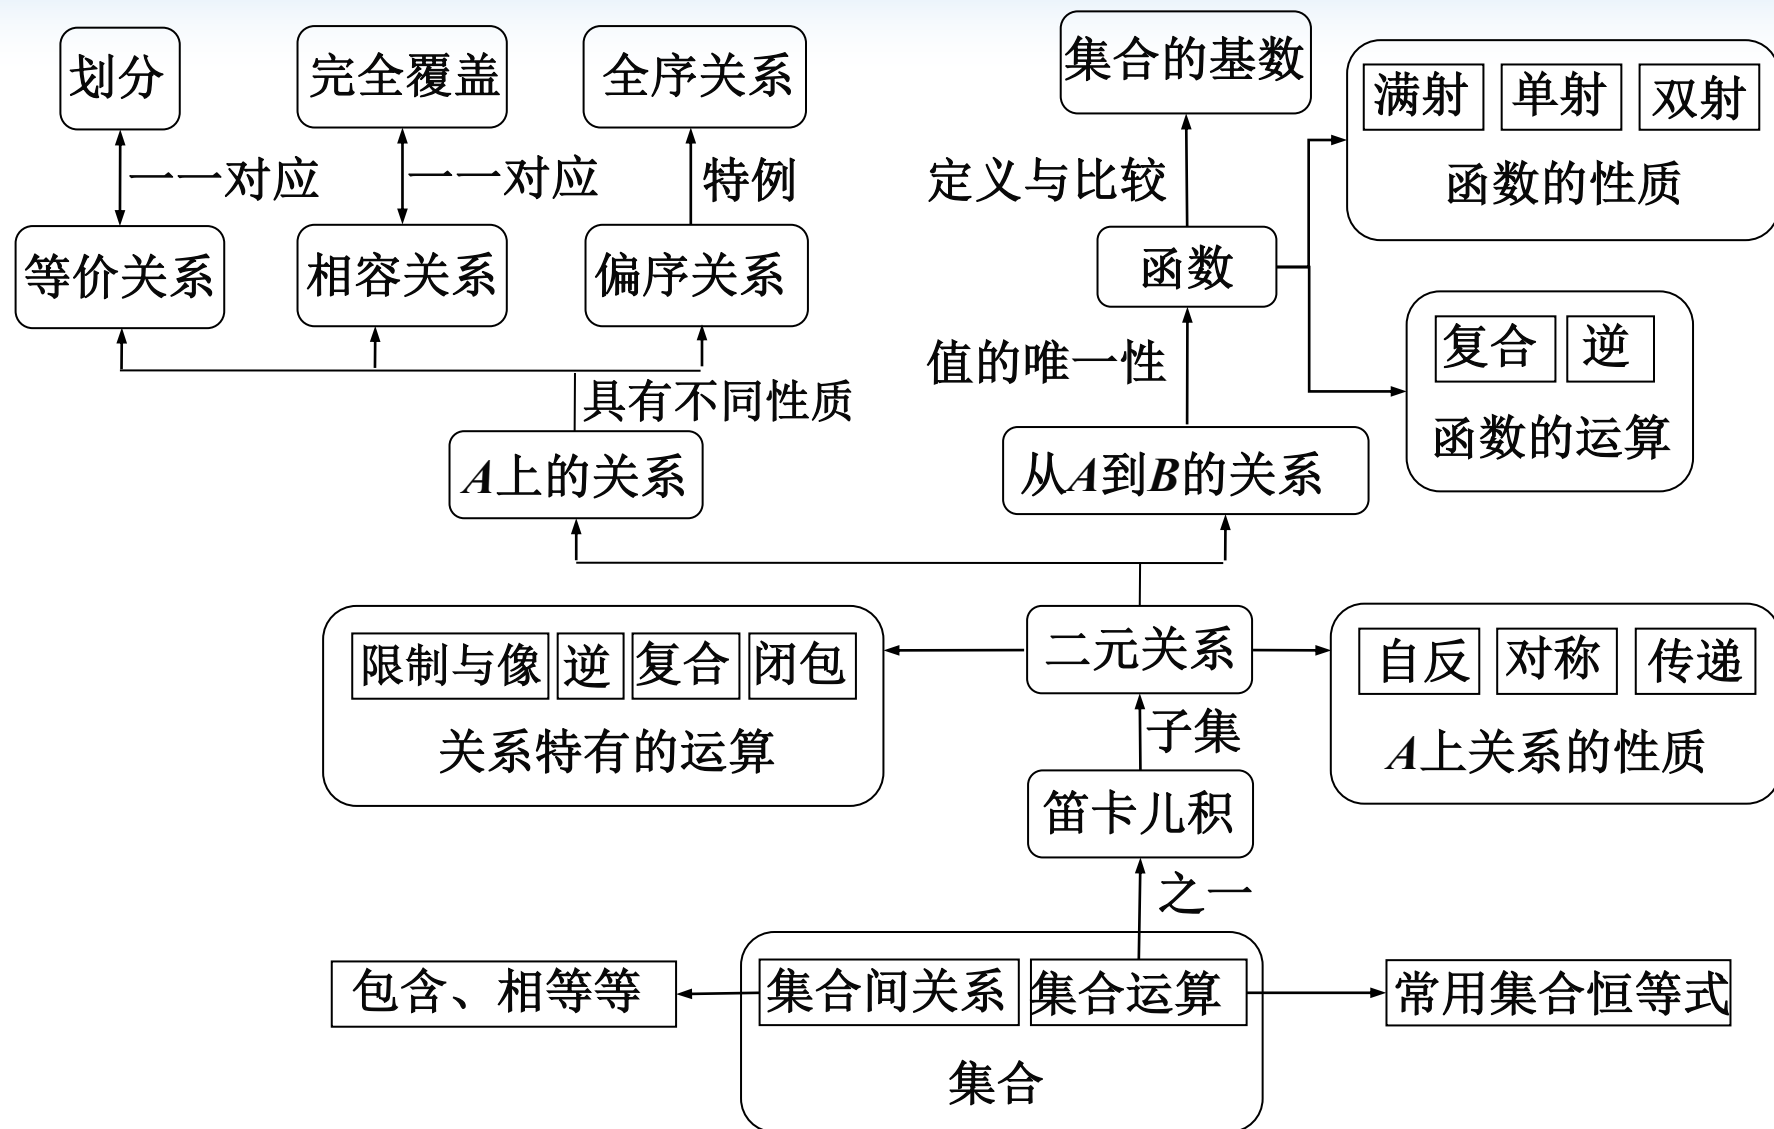 划分
完全覆盖
全序关系
集合的基数
满射 单射 双射
函数的性质
一一对应
一一对应
特例
定义与比较
等价关系
相容关系
偏序关系
函数
复合 逆
函数的运算
值的唯一性
具有不同性质
A上的关系
从A到B的关系
限制与像 逆 复合 闭包
关系特有的运算
二元关系
自反 对称 传递
A上关系的性质
子集
笛卡儿积
之一
包含、相等等
集合间关系 集合运算
常用集合恒等式
集合